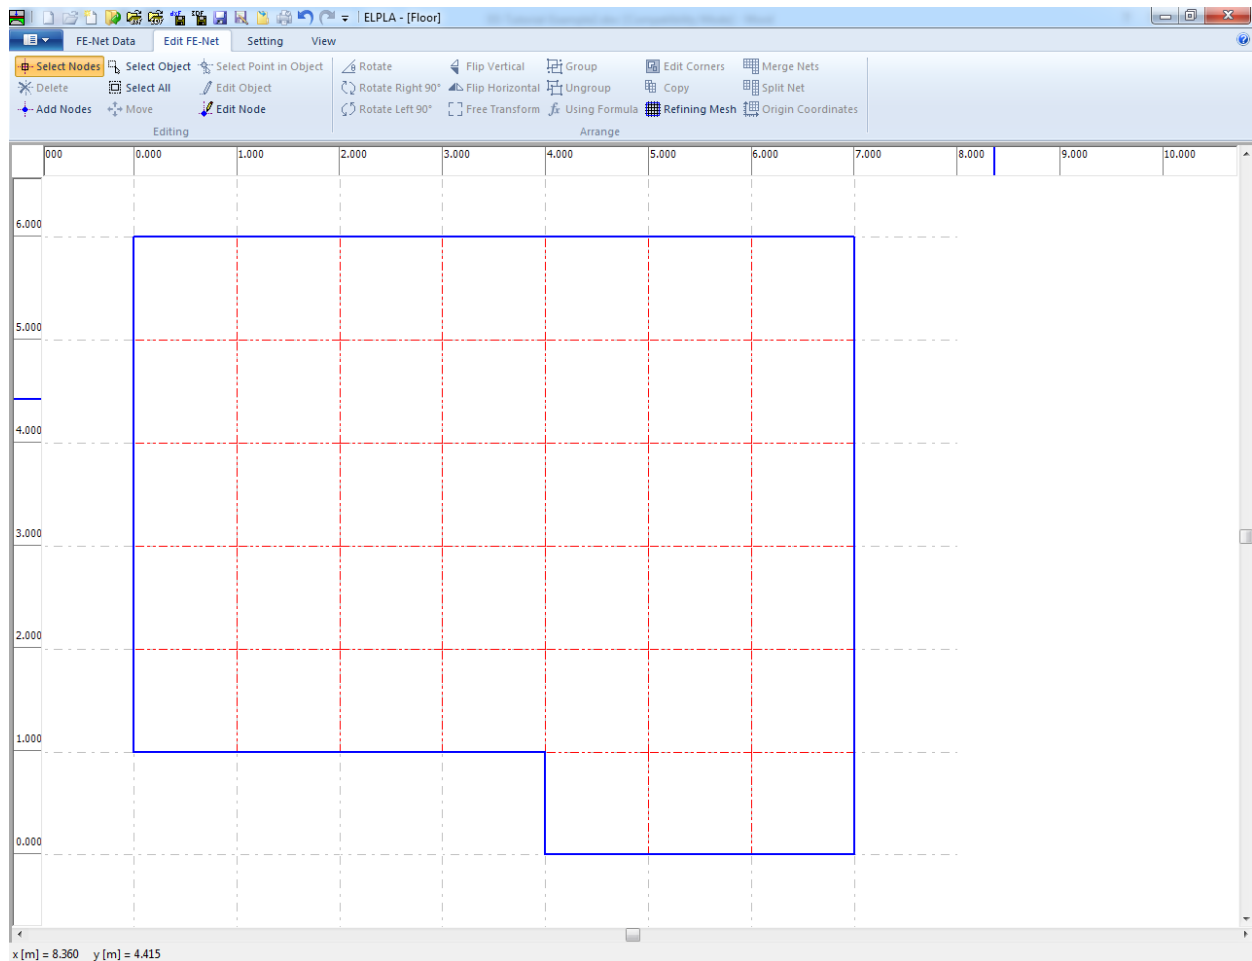 ELPLA - [Floor]
FE-Net Data Edit FE-Net Setting View
Select Nodes Select Object Select Point in Object Rotate Flip Vertical Group Edit Corners Merge Nets
Delete Select All Edit Object Rotate Right 90° Flip Horizontal Ungroup Copy Split Net
Add Nodes Move Edit Node Rotate Left 90° Free Transform fx Using Formula Refining Mesh Origin Coordinates
Editing Arrange
000 0.000 1.000 2.000 3.000 4.000 5.000 6.000 7.000 8.000 9.000 10.000
6.000
5.000
4.000
3.000
2.000
1.000
0.000
x [m] = 8.360 y [m] = 4.415